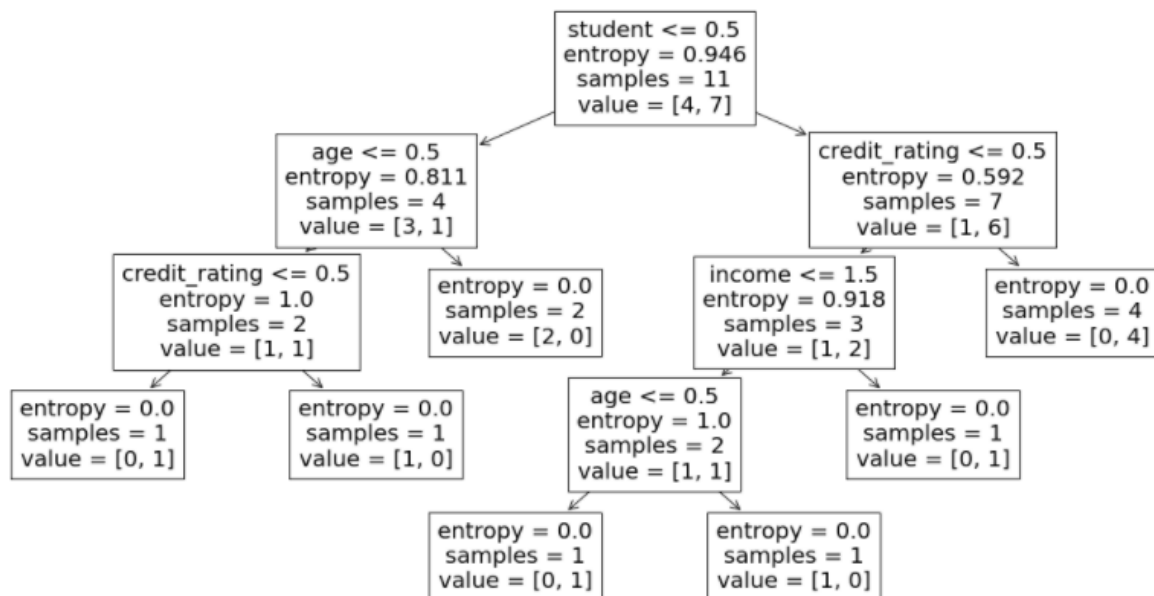 student <= 0.5
entropy = 0.946
samples = 11
value = [4, 7]
age <= 0.5
entropy = 0.811
samples = 4
value = [3, 1]
credit_rating <= 0.5
entropy = 0.592
samples = 7
value = [1, 6]
credit_rating <= 0.5
entropy = 1.0
samples = 2
value = [1, 1]
entropy = 0.0
samples = 2
value = [2, 0]
income <= 1.5
entropy = 0.918
samples = 3
value = [1, 2]
entropy = 0.0
samples = 4
value = [0, 4]
entropy = 0.0
samples = 1
value = [0, 1]
entropy = 0.0
samples = 1
value = [1, 0]
age <= 0.5
entropy = 1.0
samples = 2
value = [1, 1]
entropy = 0.0
samples = 1
value = [0, 1]
entropy = 0.0
samples = 1
value = [0, 1]
entropy = 0.0
samples = 1
value = [1, 0]